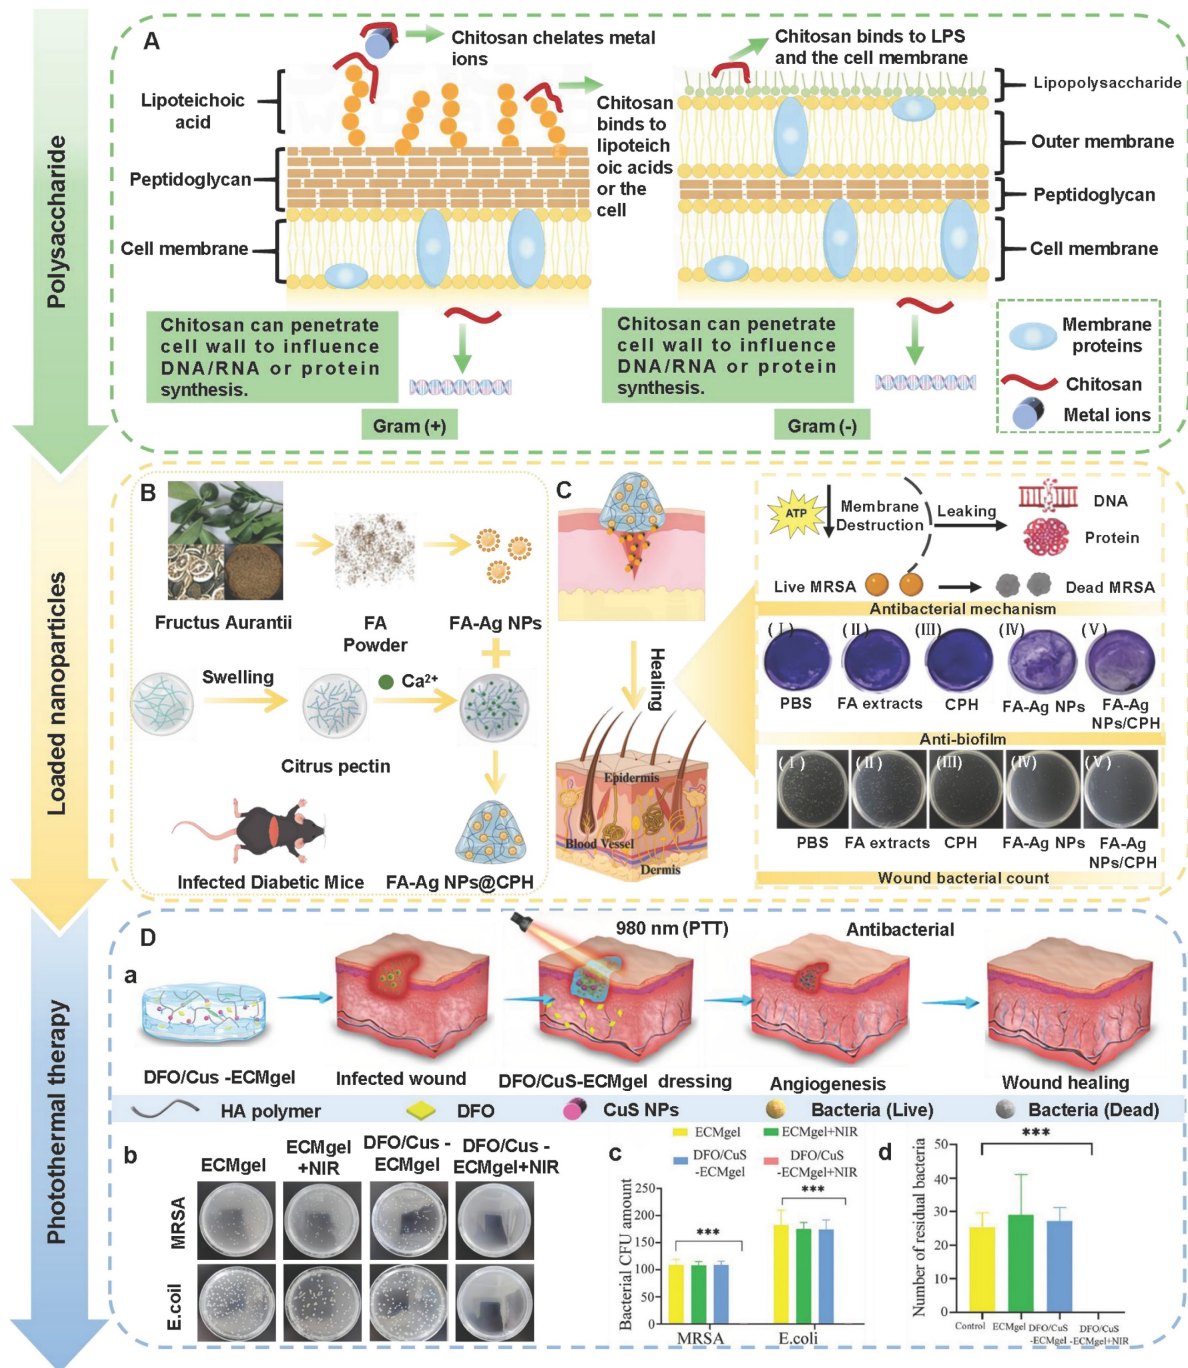 Polysaccharide
A
Chitosan chelates metal
ions
Lipoteichoic
acid
Peptidoglycan
Cell membrane
Chitosan
binds to
lipoteich
oic acids
or the
cell
Chitosan binds to LPS
and the cell membrane
Lipopolysaccharide
Outer membrane
Peptidoglycan
Cell membrane
Chitosan can penetrate
cell wall to influence
DNA/RNA or protein
synthesis.
Gram (+)
Chitosan can penetrate
cell wall to influence
DNA/RNA or protein
synthesis.
Gram (-)
Membrane
proteins
Chitosan
Metal ions
Loaded nanoparticles
B
Fructus Aurantii
FA
Powder
FA-Ag NPs
Swelling
Ca²⁺
Citrus pectin
Infected Diabetic Mice
FA-Ag NPs@CPH
C
Healing
Epidermis
Blood Vessel
Dermis
ATP
Membrane
Destruction
Leaking
DNA
Protein
Live MRSA
Dead MRSA
Antibacterial mechanism
(I)
(II)
(III)
(IV)
(V)
PBS
FA extracts
CPH
FA-Ag NPs
FA-Ag
NPs/CPH
Anti-biofilm
(I)
(II)
(III)
(IV)
(V)
PBS
FA extracts
CPH
FA-Ag NPs
FA-Ag
NPs/CPH
Wound bacterial count
Phototthermal therapy
D
a
980 nm (PTT)
Antibacterial
DFO/Cus -ECMgel
Infected wound
DFO/CuS-ECMgel dressing
Angiogenesis
Wound healing
HA polymer
DFO
CuS NPs
Bacteria (Live)
Bacteria (Dead)
b
ECMgel
ECMgel
+NIR
DFO/Cus -
ECMgel
DFO/Cus -
ECMgel+NIR
MRSA
E.coil
c
ECMgel
ECMgel+NIR
DFO/CuS
-ECMgel
DFO/CuS
-ECMgel+NIR
Bacterial CFU amount
250
200
150
100
50
0
***
***
MRSA
E.coli
d
Number of residual bacteria
50
40
30
20
10
0
***
Control
ECMgel
DFO/CuS
-ECMgel
DFO/CuS
-ECMgel+NIR